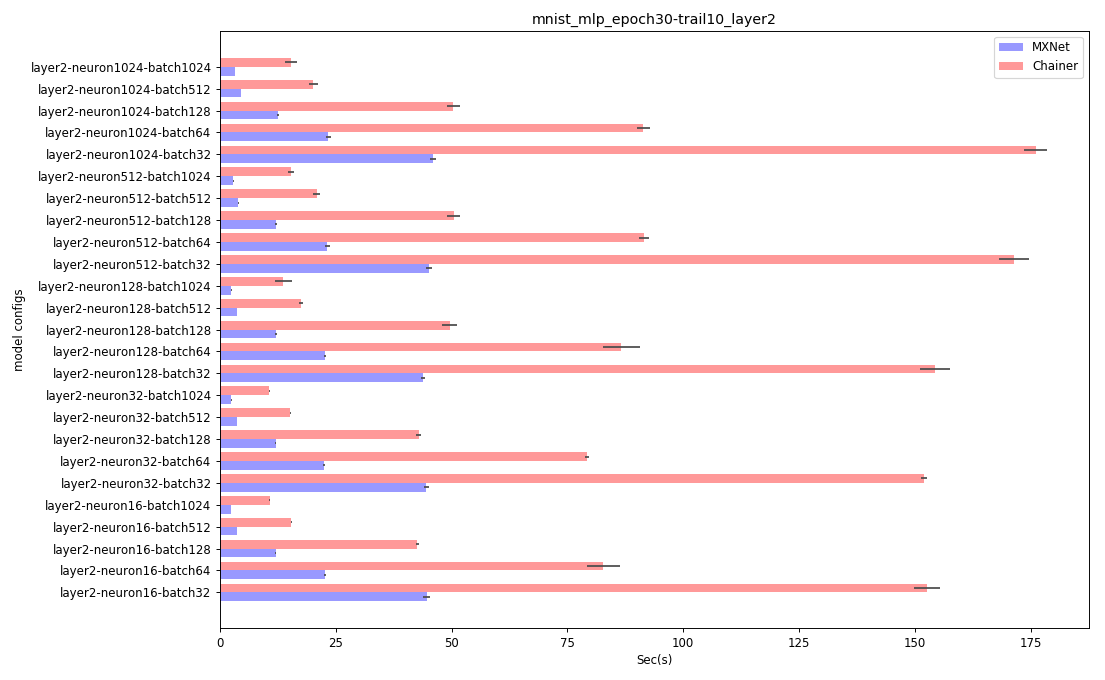 mnist_mlp_epoch30-trail10_layer2
MXNet
Chainer
model configs
layer2-neuron1024-batch1024
layer2-neuron1024-batch512
layer2-neuron1024-batch128
layer2-neuron1024-batch64
layer2-neuron1024-batch32
layer2-neuron512-batch1024
layer2-neuron512-batch512
layer2-neuron512-batch128
layer2-neuron512-batch64
layer2-neuron512-batch32
layer2-neuron128-batch1024
layer2-neuron128-batch512
layer2-neuron128-batch128
layer2-neuron128-batch64
layer2-neuron128-batch32
layer2-neuron32-batch1024
layer2-neuron32-batch512
layer2-neuron32-batch128
layer2-neuron32-batch64
layer2-neuron32-batch32
layer2-neuron16-batch1024
layer2-neuron16-batch512
layer2-neuron16-batch128
layer2-neuron16-batch64
layer2-neuron16-batch32
0 25 50 75 100 125 150 175
Sec(s)